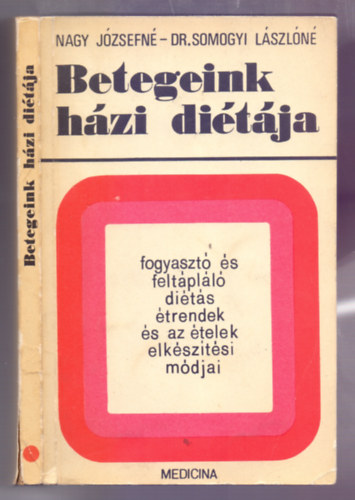 NAGY JÓZSEFNÉ - DR. SOMOGYI LÁSZLÓNÉ
Betegeink
házi diétája
fogyasztó és
feltápláló
diétás
étrendek
és az ételek
elkészítési
módjai
MEDICINA
Betegeink házi diétája